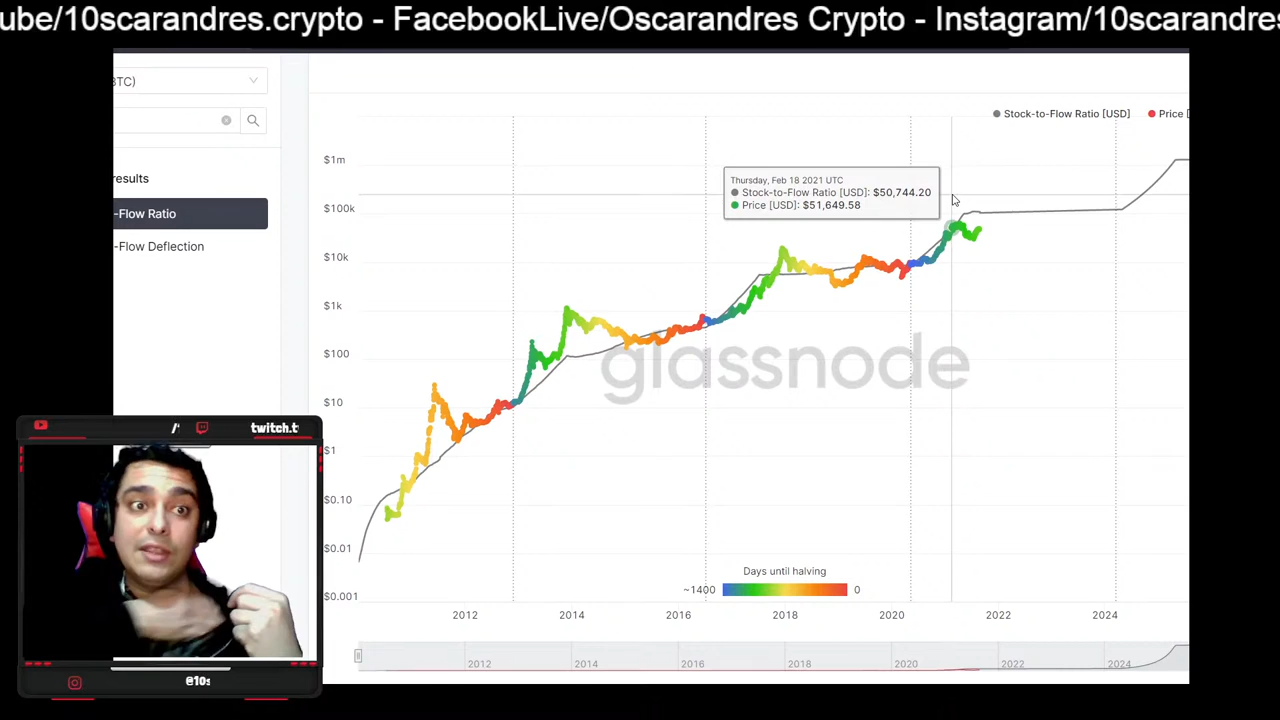 ube/10scarandres.crypto - FacebookLive/Oscarandres Crypto - Instagram/10scarandres
BTC)
results
-Flow Ratio
-Flow Deflection
Stock-to-Flow Ratio [USD] Price [
$1m
$100k
$10k
$1k
$100
$10
$1
$0.10
$0.01
$0.001
Thursday, Feb 18 2021 UTC
Stock-to-Flow Ratio [USD]: $50,744.20
Price [USD]: $51,649.58
glassnode
Days until halving
~1400 0
2012 2014 2016 2018 2020 2022 2024
2012 2014 2016 2018 2020 2022 2024
twitch.t
@10s